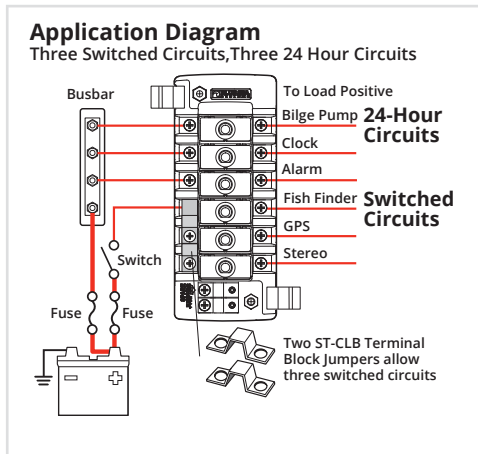 Application Diagram
Three Switched Circuits,Three 24 Hour Circuits
Busbar
To Load Positive
Bilge Pump
24-Hour
Circuits
Clock
Alarm
Fish Finder
Switched
Circuits
GPS
Switch
Stereo
Fuse
Fuse
Two ST-CLB Terminal
Block Jumpers allow
three switched circuits